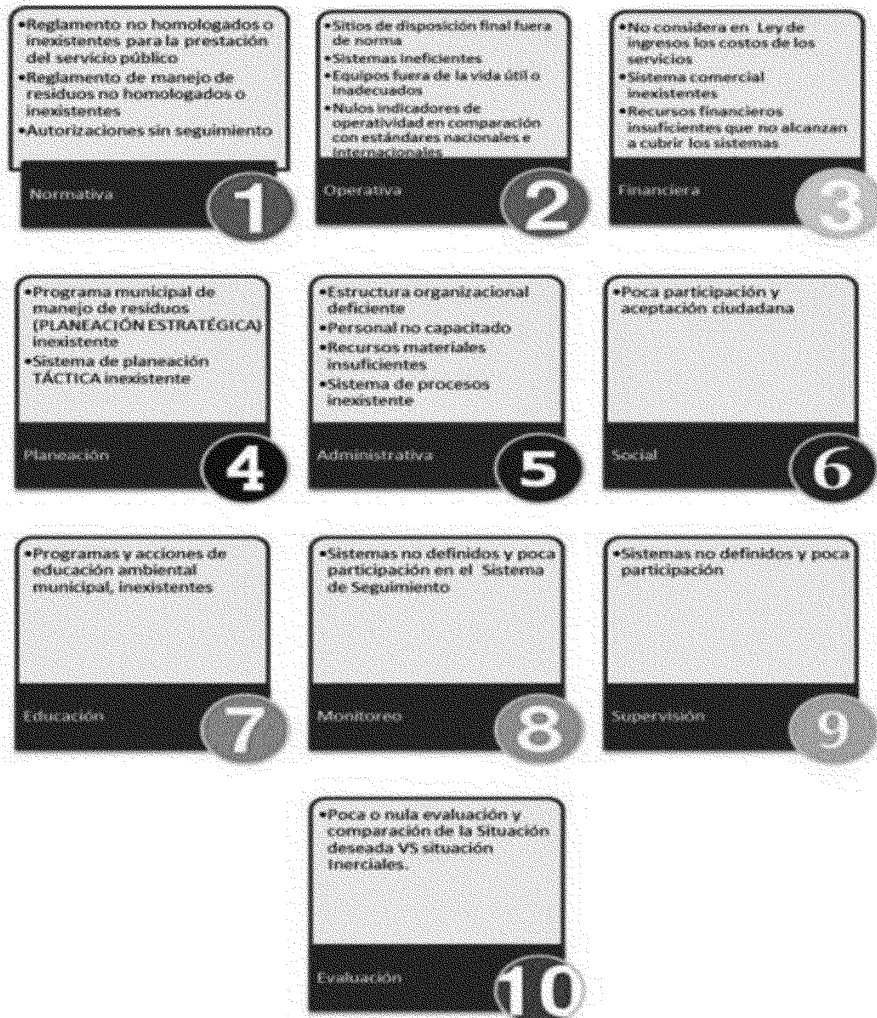 •Reglamento no homologados o
inexistentes para la prestación
del servicio público
•Reglamento de manejo de
residuos no homologados o
inexistentes
•Autorizaciones sin seguimiento
Normativa
1
•Sitios de disposición final fuera
de norma
•Sistemas Ineficientes
•Equipos fuera de la vida útil o
inadecuados
•Nulos indicadores de
operatividad en comparación
con estándares nacionales e
internacionales
Operativa
2
•No considera en Ley de
ingresos los costos de los
servicios
•Sistema comercial
inexistentes
•Recursos financieros
insuficientes que no alcanzan
a cubrir los sistemas
Financiera
3
•Programa municipal de
manejo de residuos
(PLANEACIÓN ESTRATÉGICA)
inexistente
•Sistema de planeación
TÁCTICA inexistente
Planeación
4
•Estructura organizacional
deficiente
•Personal no capacitado
•Recursos materiales
insuficientes
•Sistema de procesos
inexistente
Administrativa
5
•Poca participación y
aceptación ciudadana
Social
6
•Programas y acciones de
educación ambiental
municipal, inexistentes
Educación
7
•Sistemas no definidos y poca
participación en el Sistema
de Seguimiento
Monitoreo
8
•Sistemas no definidos y poca
participación
Supervisión
9
•Poca o nula evaluación y
comparación de la Situación
deseada VS situación
Inerciales.
Evaluación
10